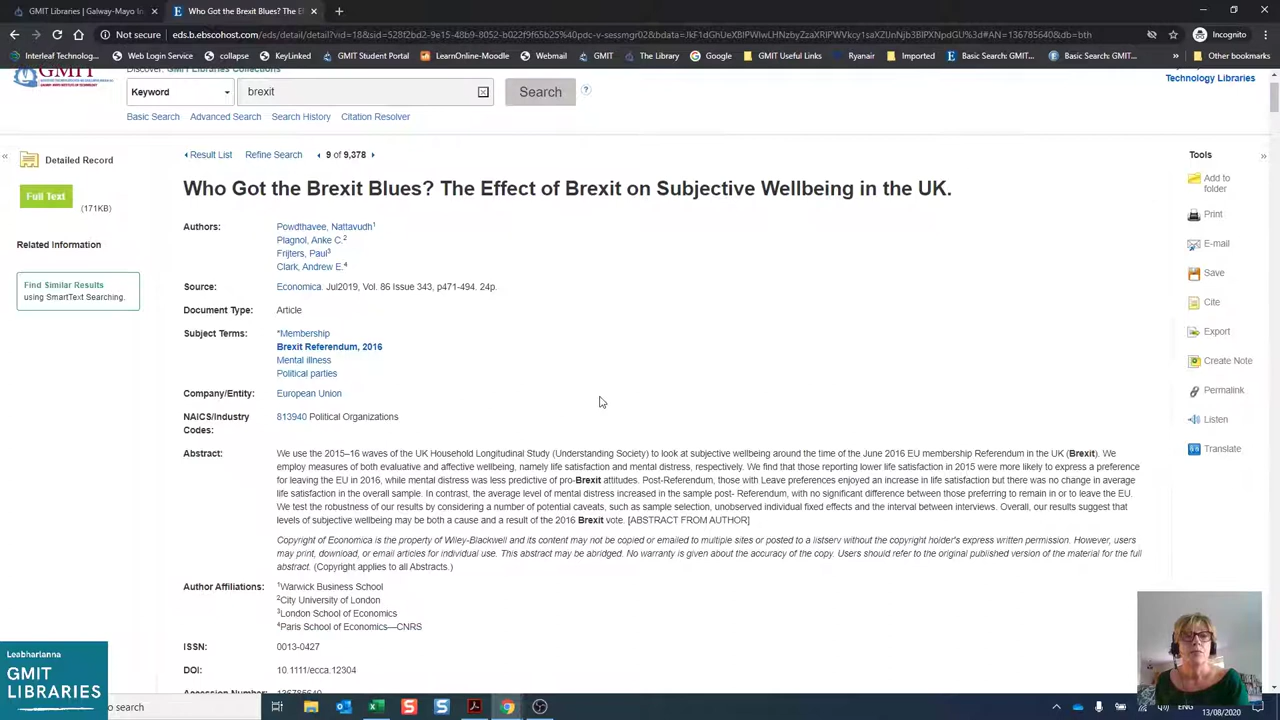 GMIT Libraries | Galway-Mayo In
Who Got the Brexit Blues? The Ef
Incognito
Not secure
eds.b.ebscohost.com/eds/detail/detail?vid=18&sid=528f2bd2-9e15-48b9-8052-b022f9f65b25%40pdc-v-sessmgr02&bdata=JkF1dGhUeXBlPWlwLHNzbyZzaXRlPWVkcy1saXZlJnNjb3BlPXNpdGU%3d#AN=136785640&db=bth
Interleaf Technolo...
Web Login Service
collapsehost.com
KeyLinked
GMIT Student Portal
LearnOnline-Moodle
Webmail
The Library
Google
GMIT Useful Links
Ryanair
Imported
Basic Search:...
Basic Search:...
Other bookmarks
GMIT
Discover: GMIT Libraries Collections
Technology Libraries
Keyword
brexit
Search
Basic Search
Advanced Search
Search History
Citation Resolver
Detailed Record
Full Text
(171KB)
Related Information
Find Similar Results
using SmartText Searching.
Result List
Refine Search
9 of 9,378
Who Got the Brexit Blues? The Effect of Brexit on Subjective Wellbeing in the UK.
Authors:
Powdthavee, Nattavudh1
Plagnol, Anke C.2
Frijters, Paul3
Clark, Andrew E.4
Source:
Economica. Jul2019, Vol. 86 Issue 343, p471-494. 24p.
Document Type:
Article
Subject Terms:
*Membership
Brexit Referendum, 2016
Mental illness
Political parties
Company/Entity:
European Union
NAICS/Industry
Codes:
813940 Political Organizations
Abstract:
We use the 2015–16 waves of the UK Household Longitudinal Study (Understanding Society) to look at subjective wellbeing around the time of the June 2016 EU membership Referendum in the UK (Brexit). We
employ measures of both evaluative and affective wellbeing, namely life satisfaction and mental distress, respectively. We find that those reporting lower life satisfaction in 2015 were more likely to express a preference
for leaving the EU in 2016, while mental distress was less predictive of pro-Brexit attitudes. Post-Referendum, those with Leave preferences enjoyed an increase in life satisfaction but there was no change in average
life satisfaction in the overall sample. In contrast, the average level of mental distress increased in the sample post- Referendum, with no significant difference between those preferring to remain in or to leave the EU.
We test the robustness of our results by considering a number of potential caveats, such as sample selection, unobserved individual fixed effects and the interval between interviews. Overall, our results suggest that
levels of subjective wellbeing may be both a cause and a result of the 2016 Brexit vote. [ABSTRACT FROM AUTHOR]
Copyright of Economica is the property of Wiley-Blackwell and its content may not be copied or emailed to multiple sites or posted to a listserv without the copyright holder's express written permission. However, users
may print, download, or email articles for individual use. This abstract may be abridged. No warranty is given about the accuracy of the copy. Users should refer to the original published version of the material for the full
abstract. (Copyright applies to all Abstracts.)
Author Affiliations:
1Warwick Business School
2City University of London
3London School of Economics
4Paris School of Economics—CNRS
ISSN:
0013-0427
DOI:
10.1111/ecca.12304
Accession Number:
136785640
Tools
Add to
folder
Print
E-mail
Save
Cite
Export
Create Note
Permalink
Listen
Translate
Leabharlanna
GMIT
LIBRARIES
o search
ENG
13/08/2020